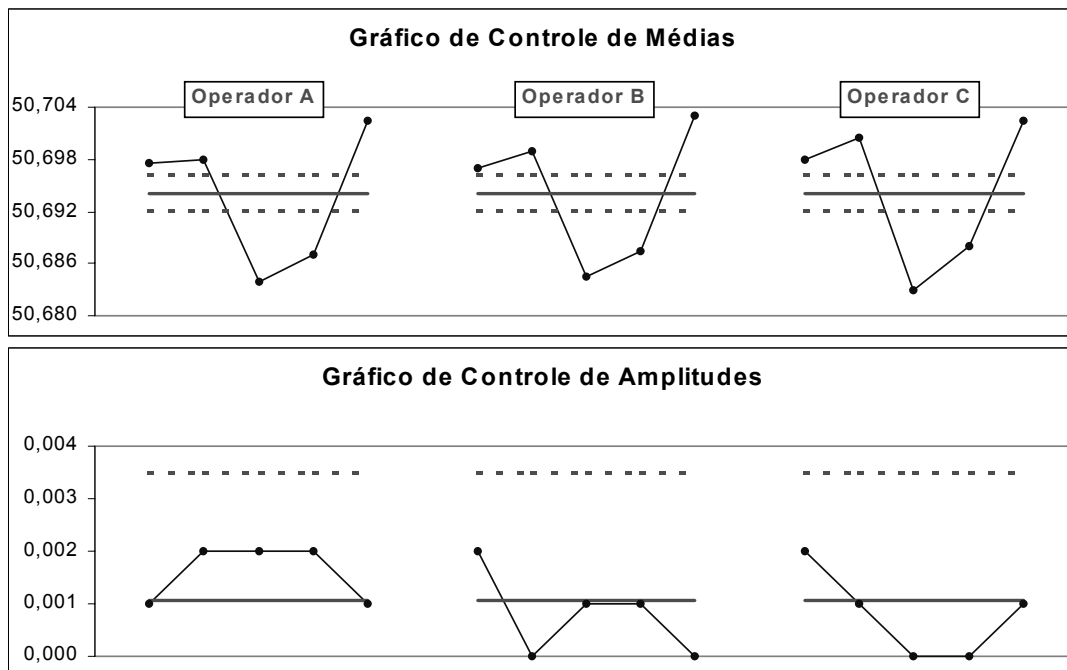 Gráfico de Controle de Médias
Operador A
Operador B
Operador C
50,704
50,698
50,692
50,686
50,680
Gráfico de Controle de Amplitudes
0,004
0,003
0,002
0,001
0,000